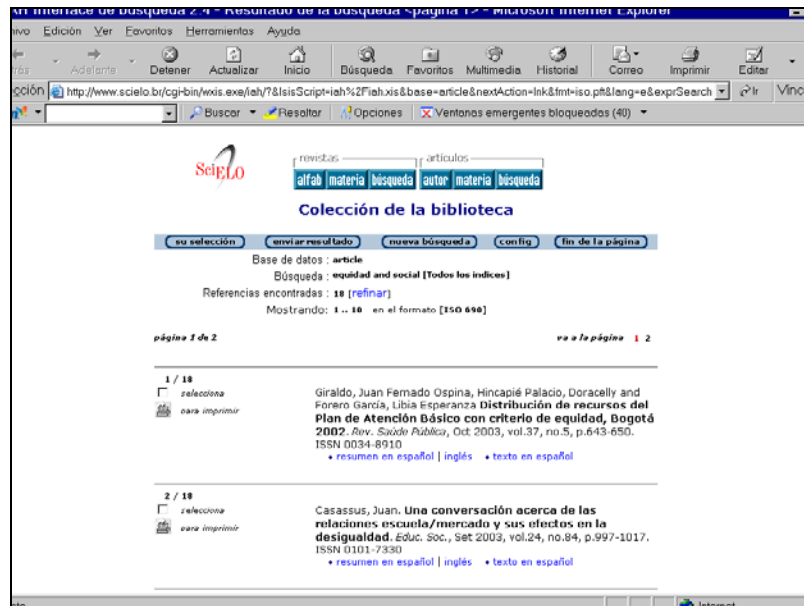 interface de búsqueda 2.4 - Resultado de la búsqueda <página 1> - Microsoft Internet Explorer
Edición Ver Favoritos Herramientas Ayuda
Adelante Detener Actualizar Inicio Búsqueda Favoritos Multimedia Historial Correo Imprimir Editar
cción http://www.scielo.br/cgi-bin/wxis.exe/iah/?IsisScript=iah%2Fiah.xis&base=article&nextAction=lnk&fmt=iso.pft&lang=e&exprSearch Ir Vínc
Buscar Resaltar Opciones Ventanas emergentes bloqueadas (40)
SciELO
revistas artículos
alfab materia búsqueda autor materia búsqueda
Colección de la biblioteca
su selección enviar resultado nueva búsqueda config fin de la página
Base de datos : article
Búsqueda : equidad and social [Todos los indices]
Referencias encontradas : 18 [refinar]
Mostrando: 1 .. 10 en el formato [ISO 690]
página 1 de 2 va a la página 1 2
1 / 18
selecciona
para imprimir
Giraldo, Juan Fernado Ospina, Hincapié Palacio, Doracelly and
Forero García, Libia Esperanza Distribución de recursos del
Plan de Atención Básico con criterio de equidad, Bogotá
2002. Rev. Saúde Pública, Oct 2003, vol.37, no.5, p.643-650.
ISSN 0034-8910
• resumen en español | inglés • texto en español
2 / 18
selecciona
para imprimir
Casassus, Juan. Una conversación acerca de las
relaciones escuela/mercado y sus efectos en la
desigualdad. Educ. Soc., Set 2003, vol.24, no.84, p.997-1017.
ISSN 0101-7330
• resumen en español | inglés • texto en español
Internet